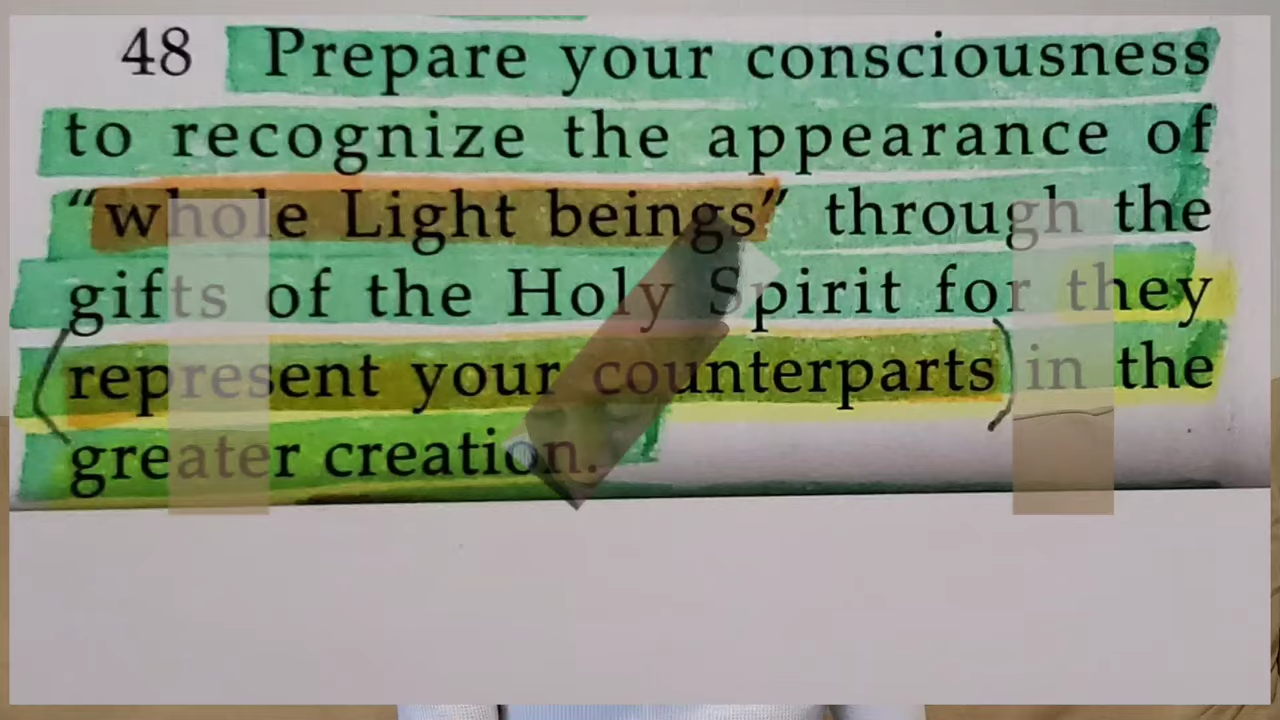 48 Prepare your consciousness
to recognize the appearance of
“whole Light beings” through the
gifts of the Holy Spirit for they
represent your counterparts in the
greater creation.